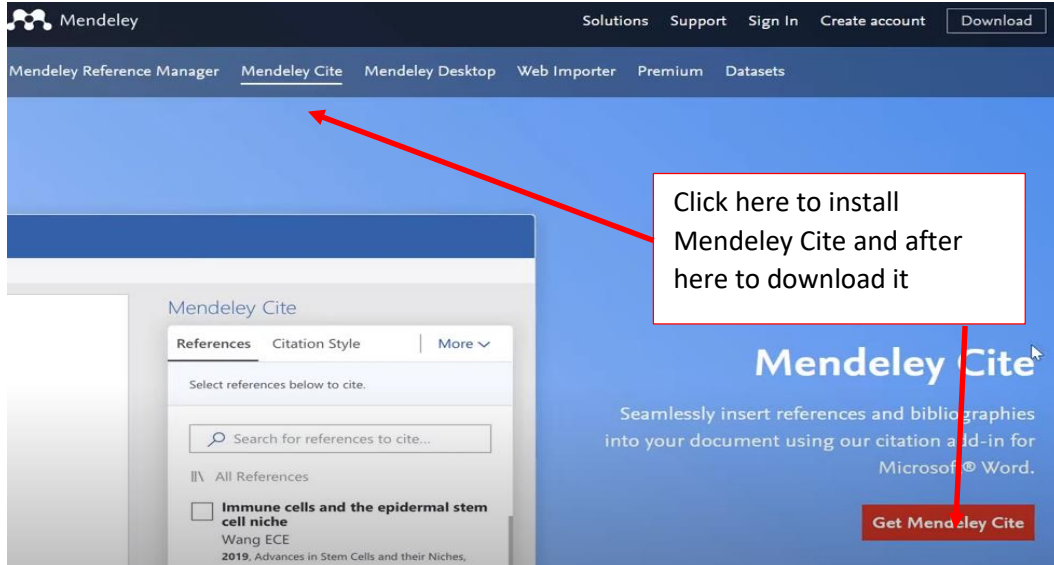 Mendeley
Solutions Support Sign In Create account Download
Mendeley Reference Manager Mendeley Cite Mendeley Desktop Web Importer Premium Datasets
Click here to install
Mendeley Cite and after
here to download it
Mendeley Cite
References Citation Style More
Select references below to cite.
Search for references to cite...
All References
Immune cells and the epidermal stem
cell niche
Wang ECE
2019, Advances in Stem Cells and their Niches,
Mendeley Cite
Seamlessly insert references and bibliographies
into your document using our citation add-in for
Microsoft® Word.
Get Mendeley Cite